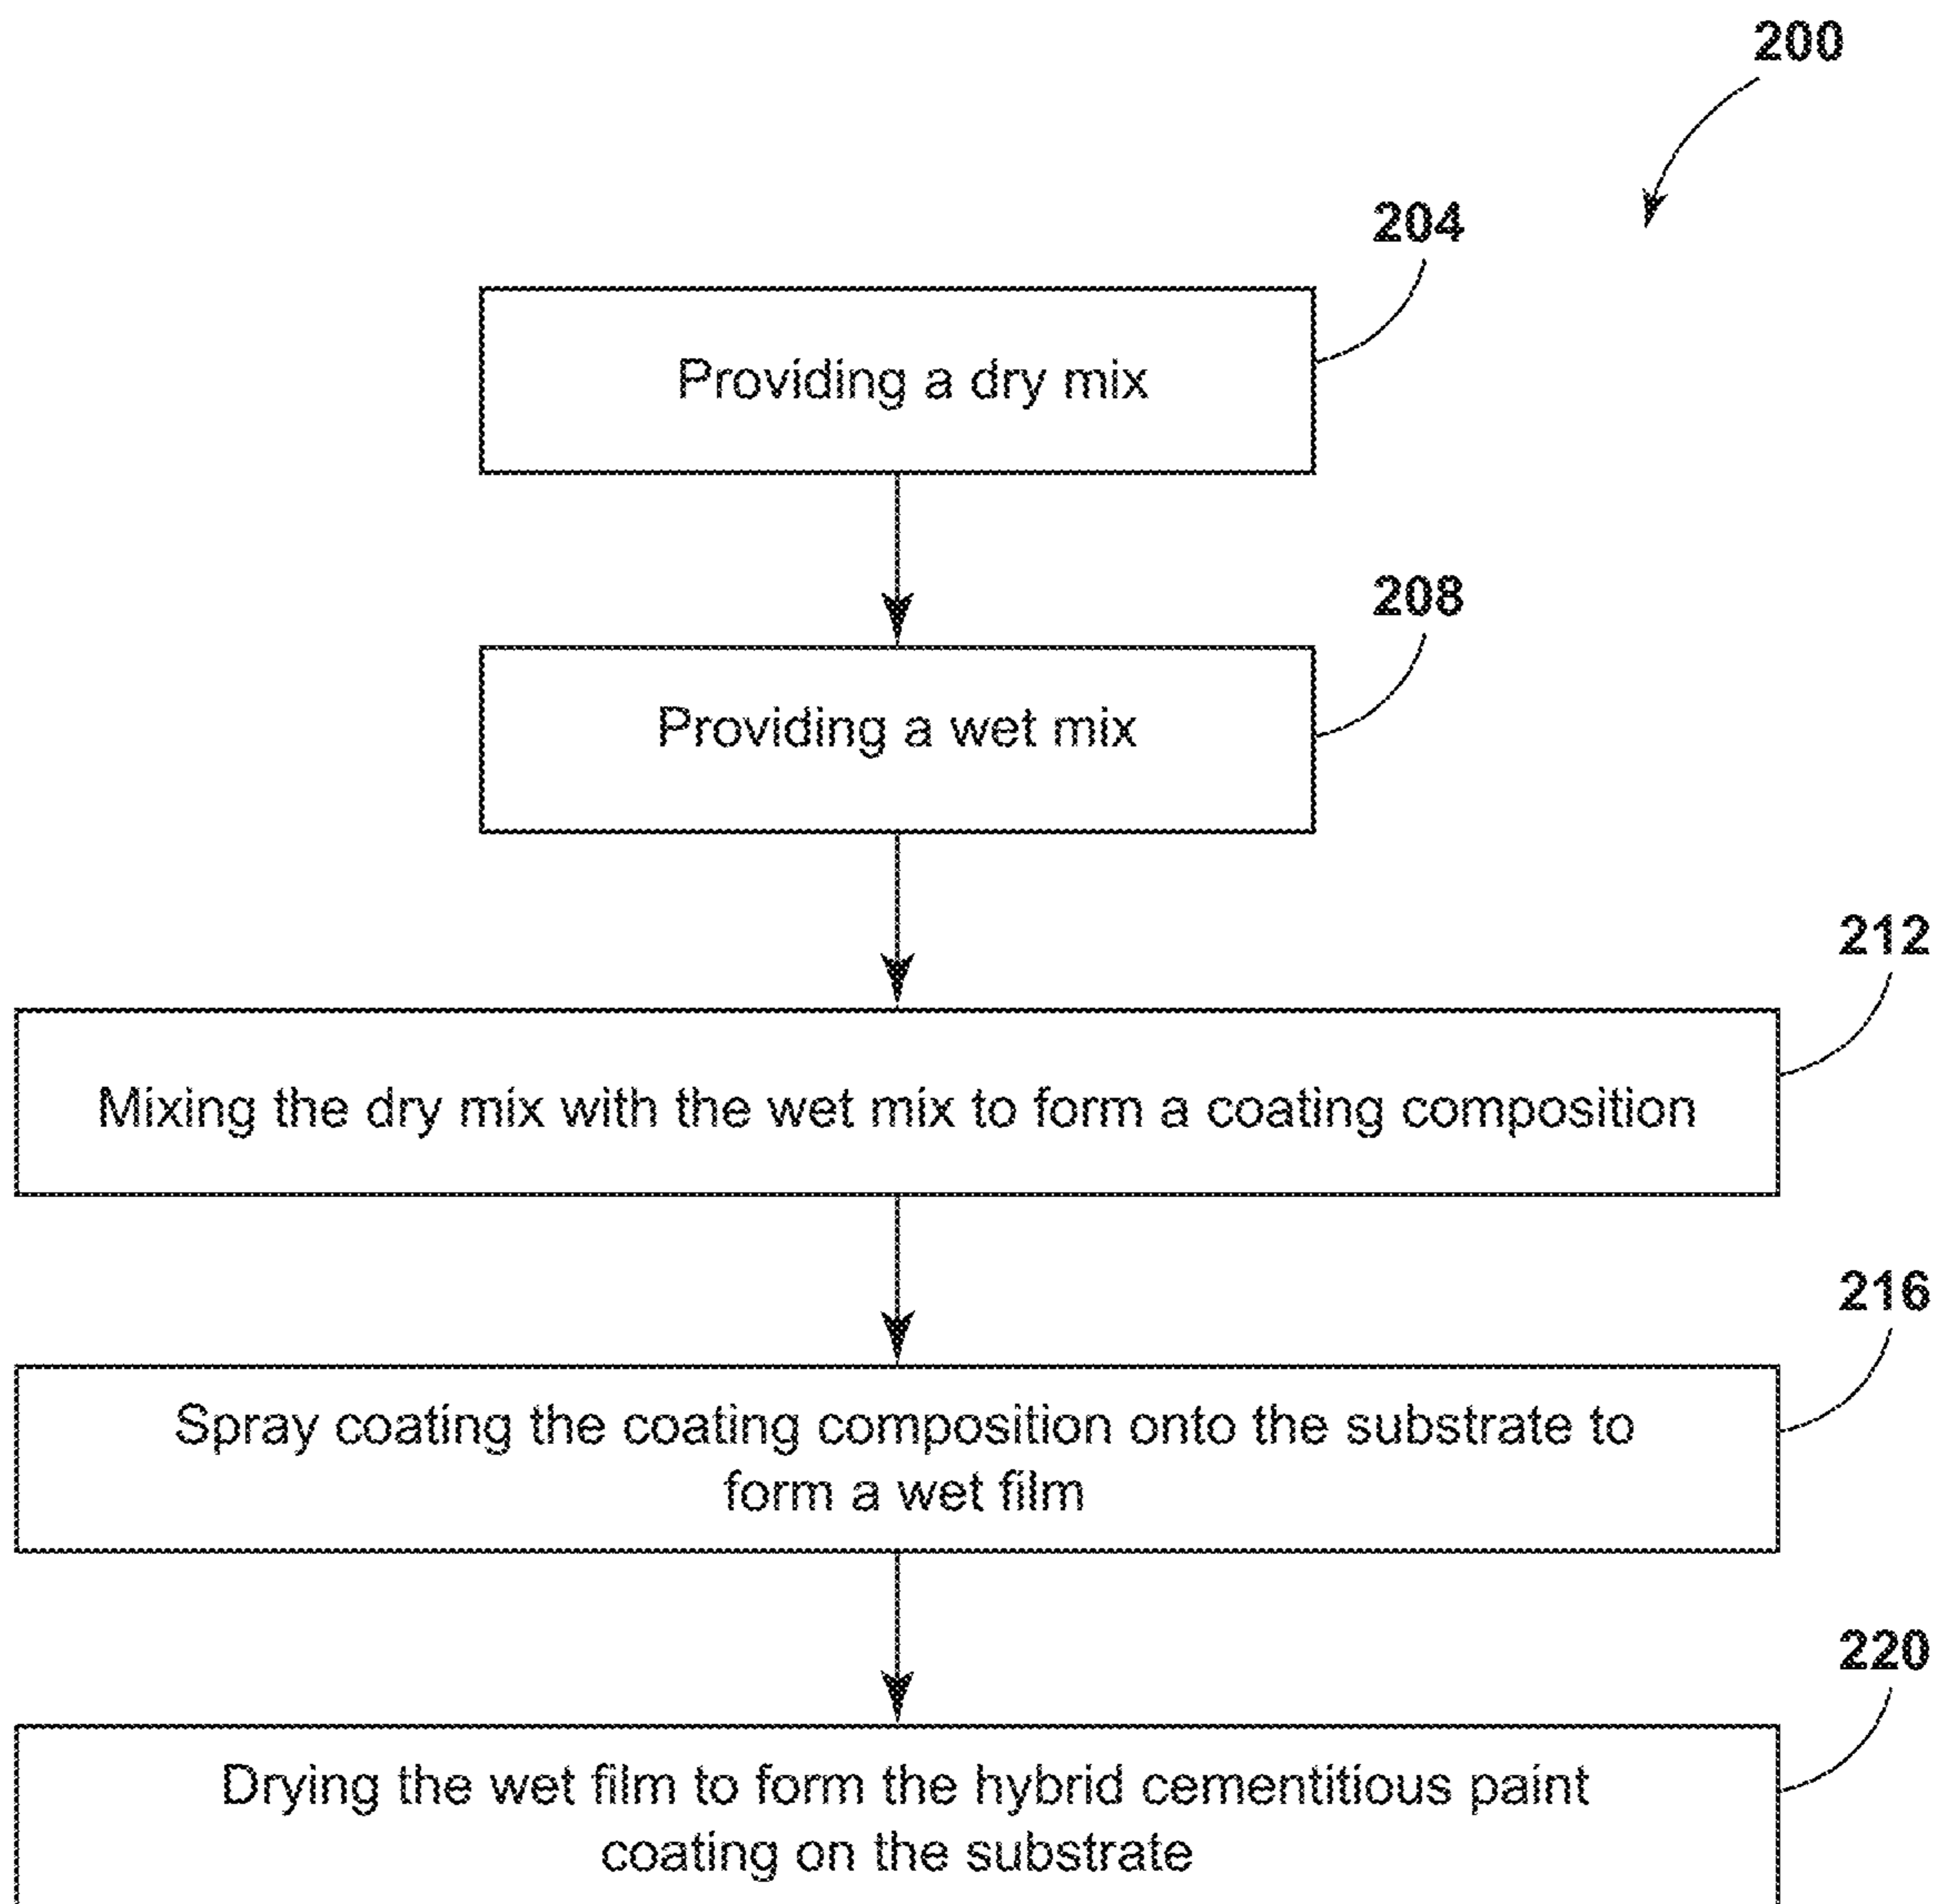 200
204
Providing a dry mix
208
Providing a wet mix
212
Mixing the dry mix with the wet mix to form a coating composition
216
Spray coating the coating composition onto the substrate to
form a wet film
220
Drying the wet film to form the hybrid cementitious paint
coating on the substrate